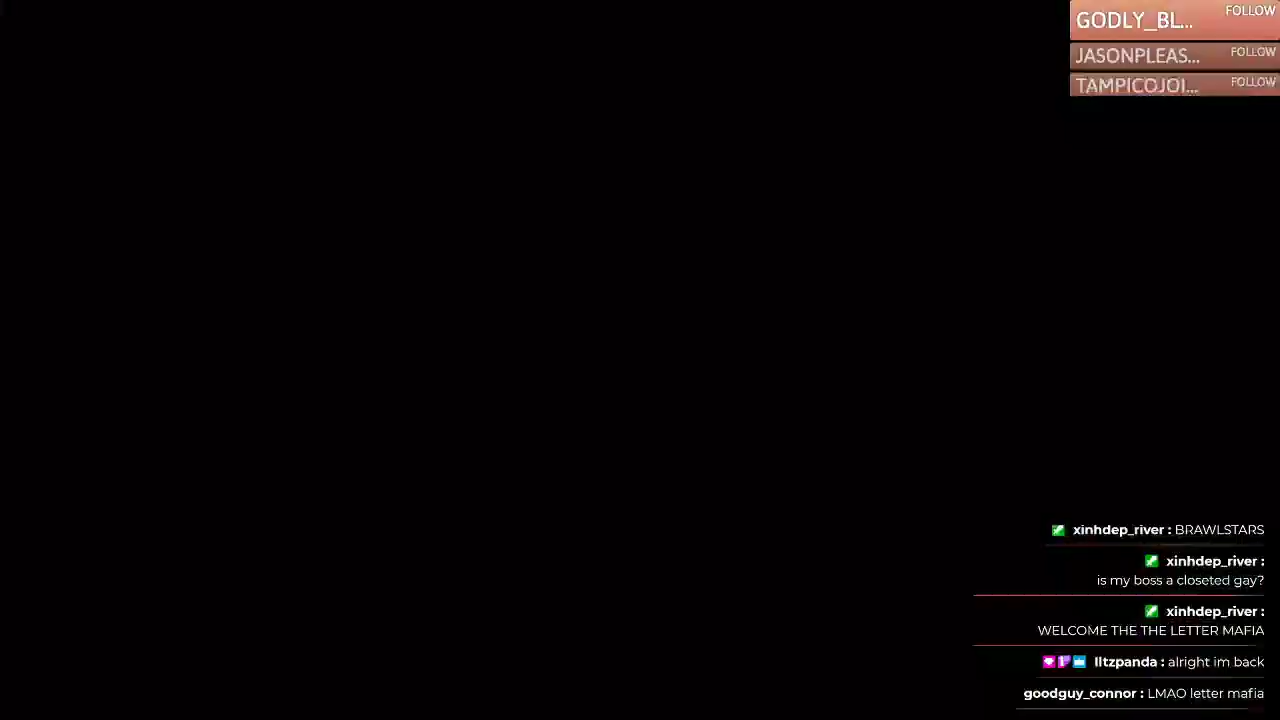 GODLY_BL... FOLLOW
JASONPLEAS... FOLLOW
TAMPICOJOI... FOLLOW
xinhdep_river : BRAWLSTARS
xinhdep_river :
is my boss a closeted gay?
xinhdep_river :
WELCOME THE THE LETTER MAFIA
lltzpanda : alright im back
goodguy_connor : LMAO letter mafia